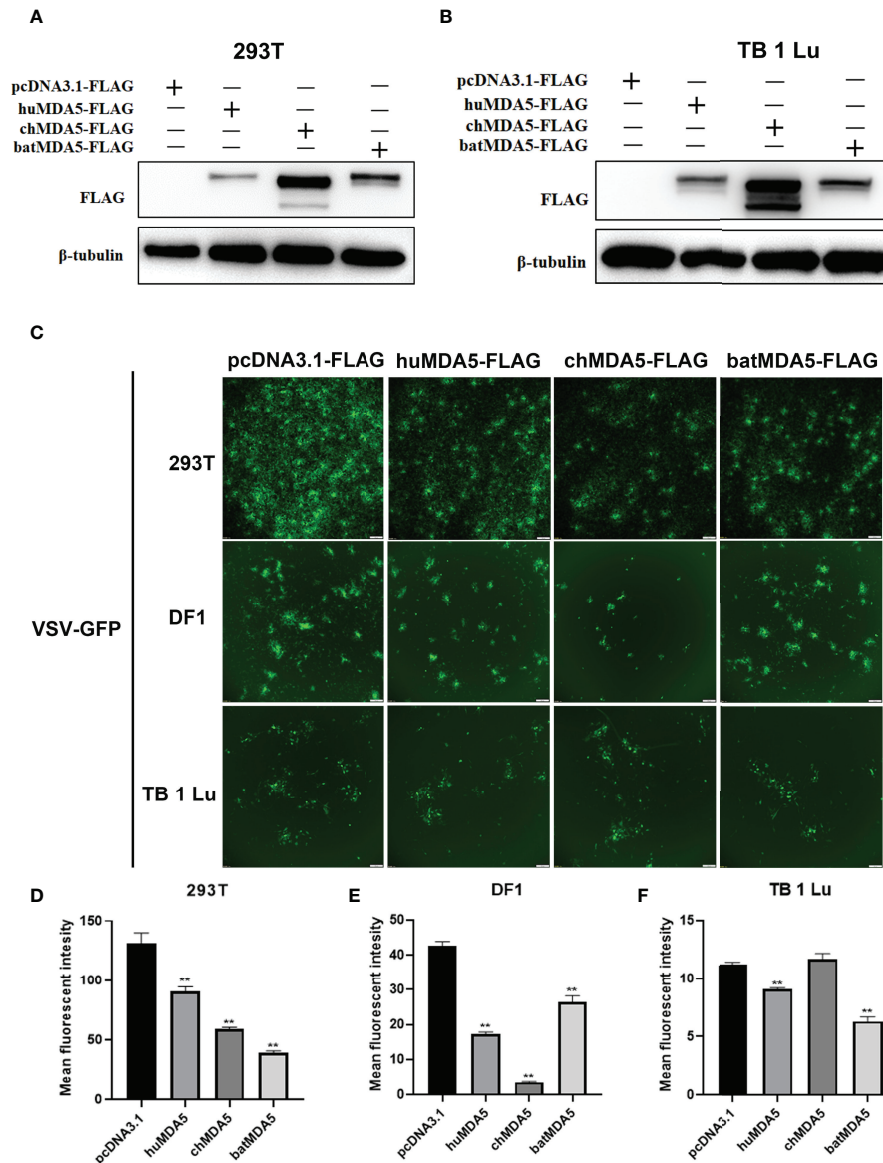 A
293T
pcDNA3.1-FLAG + — — —
huMDA5-FLAG — + — —
chMDA5-FLAG — — + —
batMDA5-FLAG — — — +
FLAG
β-tubulin
B
TB 1 Lu
pcDNA3.1-FLAG + — — —
huMDA5-FLAG — + — —
chMDA5-FLAG — — + —
batMDA5-FLAG — — — +
FLAG
β-tubulin
C
pcDNA3.1-FLAG huMDA5-FLAG chMDA5-FLAG batMDA5-FLAG
VSV-GFP
293T
DF1
TB 1 Lu
D
293T
Mean fluorescent intesity
150
100
50
0
**
**
**
pcDNA3.1
huMDA5
chMDA5
batMDA5
E
DF1
Mean fluorescent intesity
50
40
30
20
10
0
**
**
**
pcDNA3.1
huMDA5
chMDA5
batMDA5
F
TB 1 Lu
Mean fluorescent intesity
15
10
5
0
**
**
pcDNA3.1
huMDA5
chMDA5
batMDA5